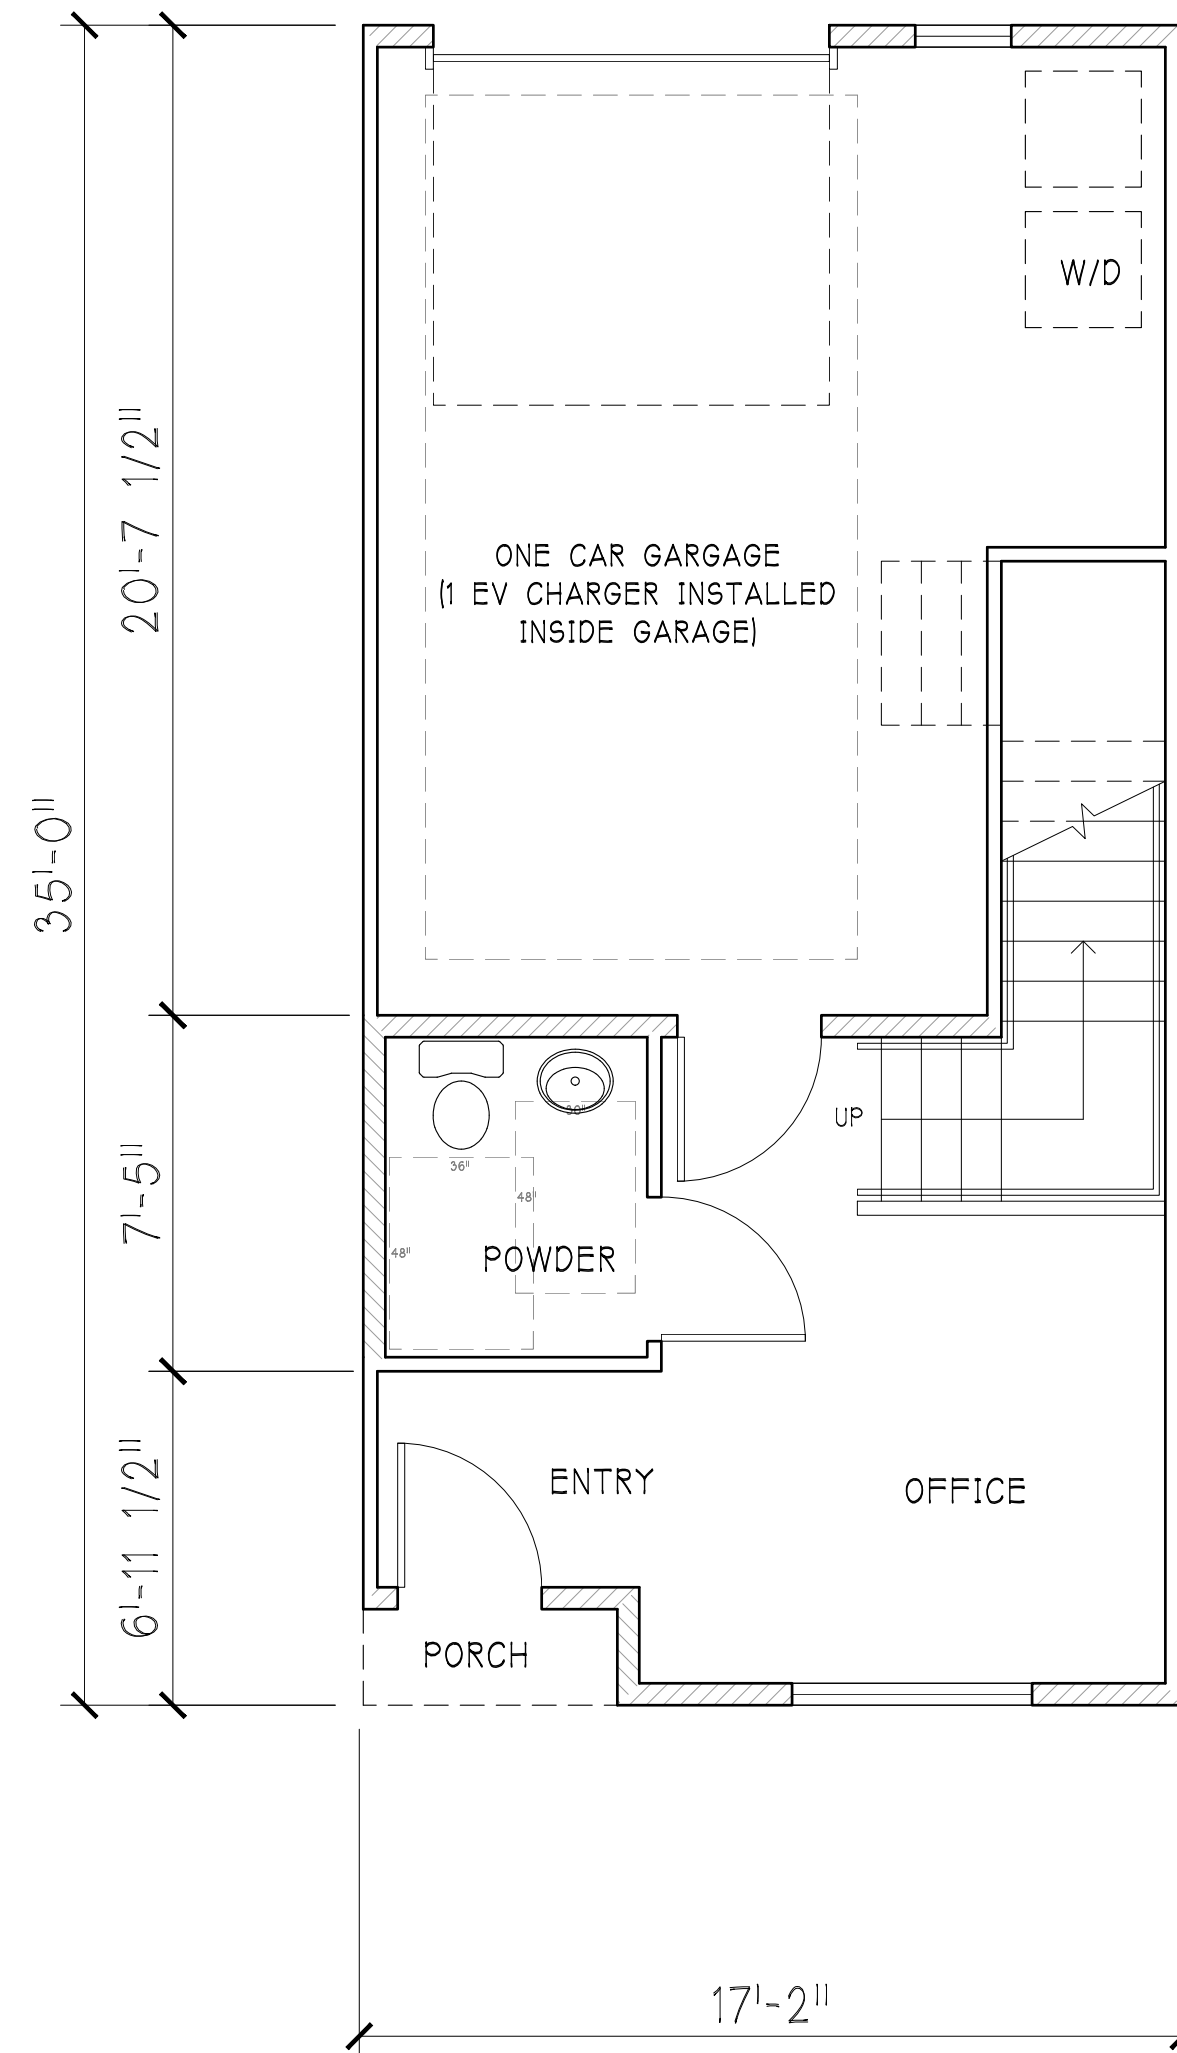 W/D
20'-7 1/2"
ONE CAR GARGAGE
(1 EV CHARGER INSTALLED
INSIDE GARAGE)
35'-0"
30"
UP
36"
7'-5"
48"
48"
POWDER
ENTRY
OFFICE
6'-11 1/2"
PORCH
17'-2"